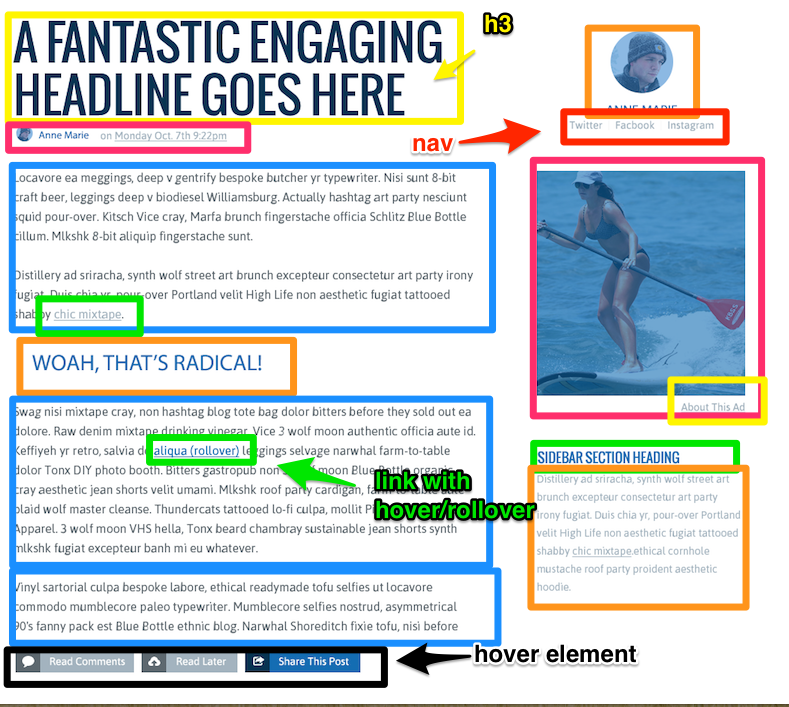 A FANTASTIC ENGAGING
HEADLINE GOES HERE
h3
Anne Marie on Monday Oct. 7th 9:22pm
Locavore ea meggings, deep v gentrify bespoke butcher yr typewriter. Nisi sunt 8-bit
craft beer, leggings deep v biodiesel Williamsburg. Actually hashtag art party nesciunt
squid pour-over. Kitsch Vice cray, Marfa brunch fingerstache officia Schlitz Blue Bottle
cillum. Mlkshk 8-bit aliquip fingerstache sunt.
Distillery ad sriracha, synth wolf street art brunch excepteur consectetur art party irony
fugiat. Duis chia yr, pour-over Portland velit High Life non aesthetic fugiat tattooed
shabby chic mixtape.
WOAH, THAT'S RADICAL!
Swag nisi mixtape cray, non hashtag blog tote bag dolor bitters before they sold out ea
dolore. Raw denim mixtape drinking vinegar, Vice 3 wolf moon authentic officia aute id.
Keffiyeh yr retro, salvia do aliqua (rollover) leggings selvage narwhal farm-to-table
dolor Tonx DIY photo booth. Bitters gastropub non moon Blue Bottle organic
cray aesthetic jean shorts velit umami. Mlkshk roof party cardigan, farm-to-table
plaid wolf master cleanse. Thundercats tattooed lo-fi culpa, mollit
Apparel. 3 wolf moon VHS hella, Tonx beard chambray sustainable jean shorts synth
mlkshk fugiat excepteur banh mi eu whatever.
link with
hover/rollover
Vinyl sartorial culpa bespoke labore, ethical readymade tofu selfies ut locavore
commodo mumblecore paleo typewriter. Mumblecore selfies nostrud, asymmetrical
90's fanny pack est Blue Bottle ethnic blog. Narwhal Shoreditch fixie tofu, nisi before
Read Comments Read Later Share This Post
hover element
ANNE MARIE
nav
Twitter Facbook Instagram
About This Ad
SIDEBAR SECTION HEADING
Distillery ad sriracha, synth wolf street art
brunch excepteur consectetur art party
irony fugiat. Duis chia yr, pour-over Portland
velit High Life non aesthetic fugiat tattooed
shabby chic mixtape.ethical cornhole
mustache roof party proident aesthetic
hoodie.